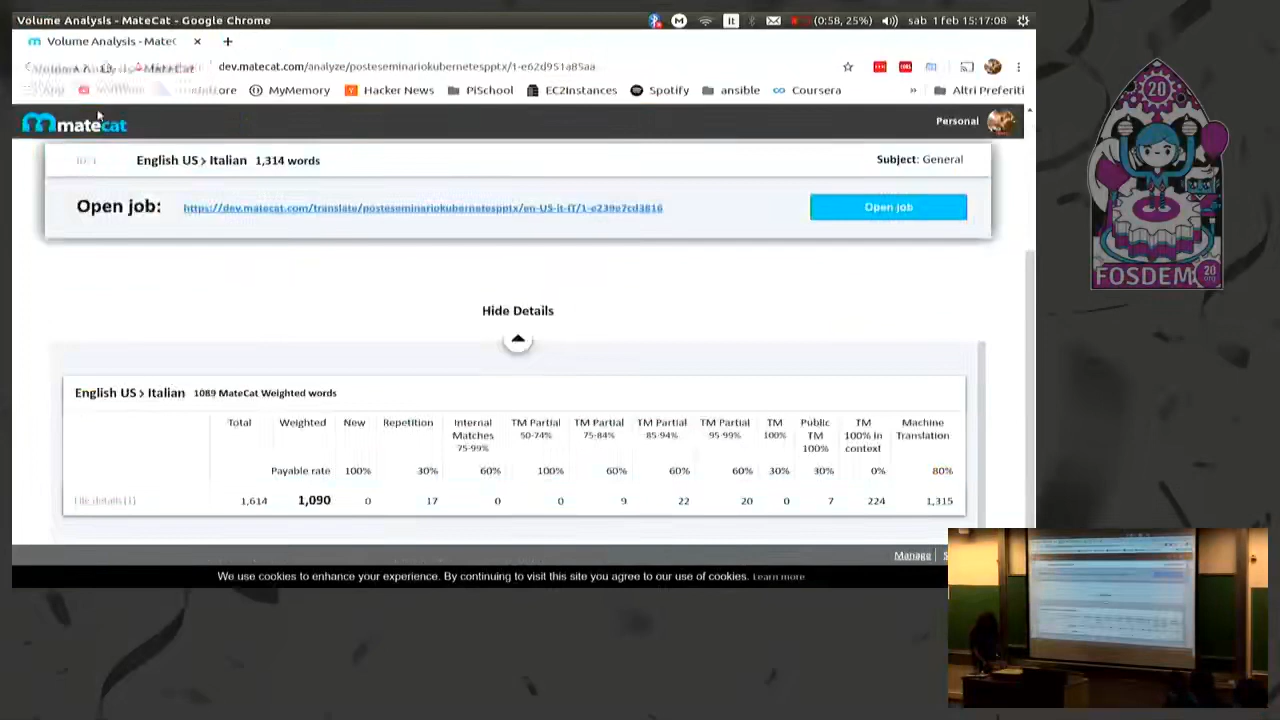 Volume Analysis - MateCat - Google Chrome
It
(0:58, 25%)
sab 1 feb 15:17:08
Volume Analysis - MateC
dev.matecat.com/analyze/posteseminariokubernetespptx/1-e62d951a85aa
MyMemory
Hacker News
PiSchool
EC2Instances
Spotify
ansible
Coursera
»
Altri Preferiti
matecat
Personal
English US > Italian 1,314 words
Subject: General
Open job:
https://dev.matecat.com/translate/posteseminariokubernetespptx/en-US-it-IT/1-e239e7cd3816
Open job
Hide Details
English US > Italian 1089 MateCat Weighted words
Total Weighted New Repetition Internal Matches 75-99% TM Partial 50-74% TM Partial 75-84% TM Partial 85-94% TM Partial 95-99% TM 100% Public TM 100% TM 100% in context Machine Translation
Payable rate 100% 30% 60% 100% 60% 60% 60% 30% 30% 0% 80%
File details (1) 1,614 1,090 0 17 0 0 9 22 20 0 7 224 1,315
Manage
We use cookies to enhance your experience. By continuing to visit this site you agree to our use of cookies. Learn more
20
FOSDEM
20
.org